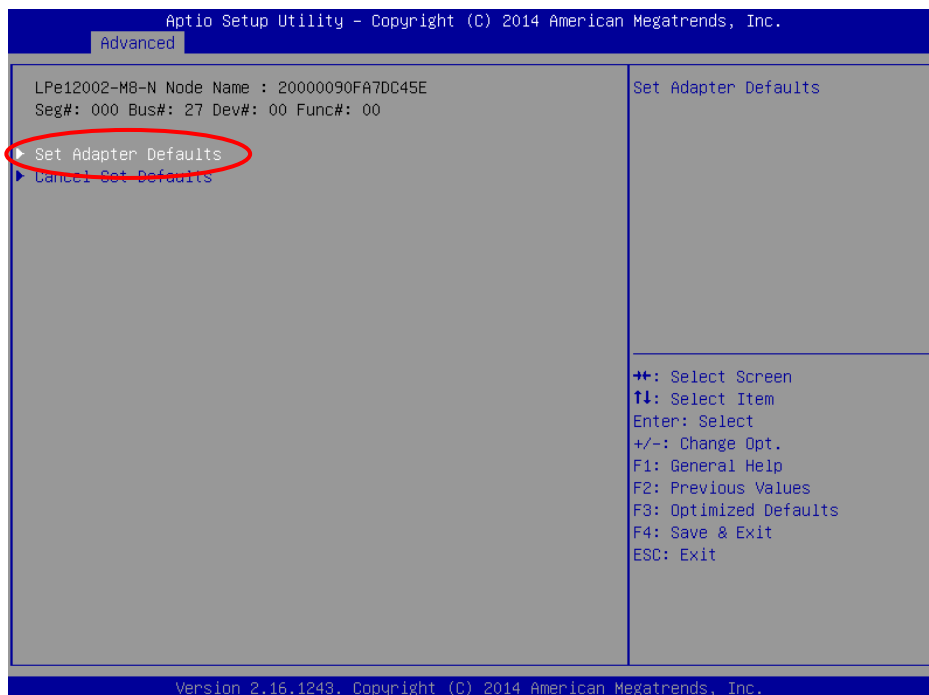 Aptio Setup Utility - Copyright (C) 2014 American Megatrends, Inc.
Advanced
LPe12002-M8-N Node Name : 20000090FA7DC45E
Seg#: 000 Bus#: 27 Dev#: 00 Func#: 00
Set Adapter Defaults
Cancel Set Defaults
Set Adapter Defaults
→←: Select Screen
↑↓: Select Item
Enter: Select
+/-: Change Opt.
F1: General Help
F2: Previous Values
F3: Optimized Defaults
F4: Save & Exit
ESC: Exit
Version 2.16.1243. Copyright (C) 2014 American Megatrends, Inc.